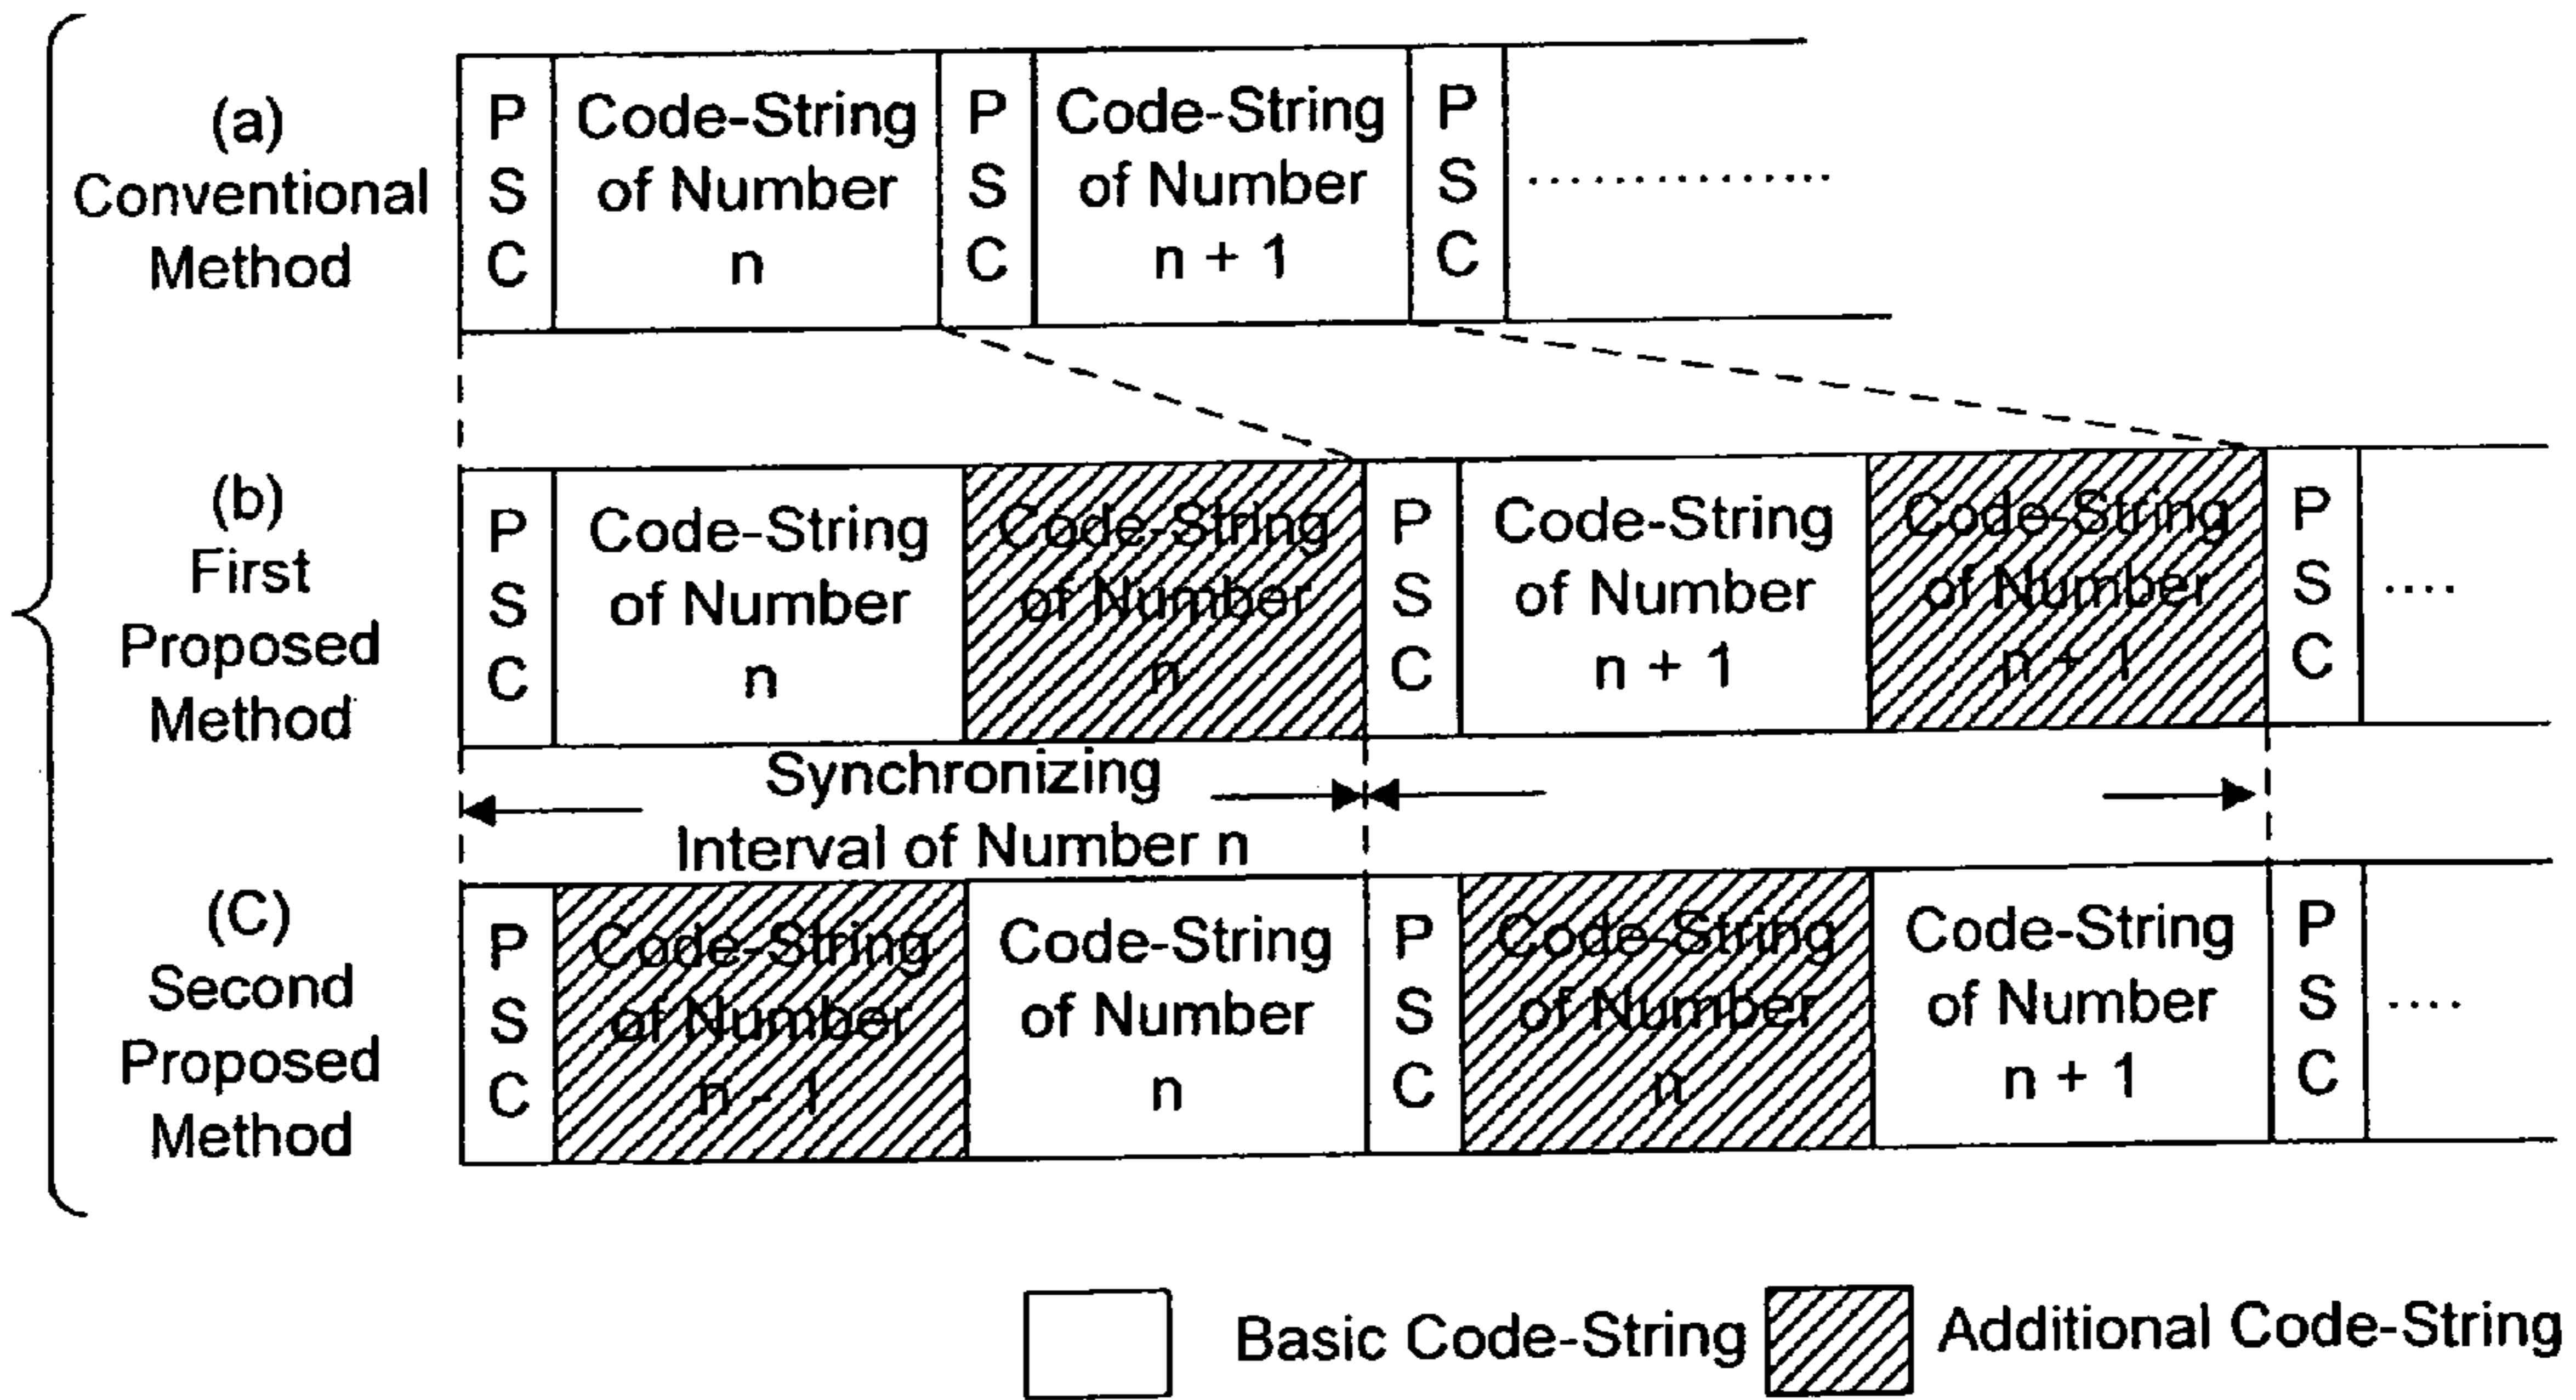 (a)
Conventional
Method
P
S
C
Code-String
of Number
n
P
S
C
Code-String
of Number
n + 1
P
S
C
...............
(b)
First
Proposed
Method
P
S
C
Code-String
of Number
n
Code-String
of Number
n
P
S
C
Code-String
of Number
n + 1
Code-String
of Number
n + 1
P
S
C
....
Synchronizing
Interval of Number n
(C)
Second
Proposed
Method
P
S
C
Code-String
of Number
n - 1
Code-String
of Number
n
P
S
C
Code-String
of Number
n
Code-String
of Number
n + 1
P
S
C
....
Basic Code-String
Additional Code-String